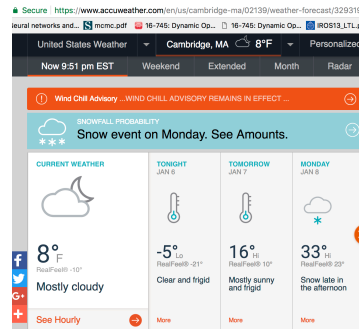 Secure https://www.accuweather.com/en/us/cambridge-ma/02139/weather-forecast/329319
eural networks and... mcmc.pdf 16-745: Dynamic Op... 16-745: Dynamic Op... IROS13_LTL.p
United States Weather Cambridge, MA 8°F Personalized
Now 9:51 pm EST Weekend Extended Month Radar
Wind Chill Advisory ...WIND CHILL ADVISORY REMAINS IN EFFECT ...
SNOWFALL PROBABILITY
Snow event on Monday. See Amounts.
CURRENT WEATHER
8° F
RealFeel® -10°
Mostly cloudy
See Hourly
TONIGHT
JAN 6
-5° Lo
RealFeel® -21°
Clear and frigid
More
TOMORROW
JAN 7
16° Hi
RealFeel® 10°
Mostly sunny
and frigid
More
MONDAY
JAN 8
33° Hi
RealFeel® 23°
Snow late in
the afternoon
More